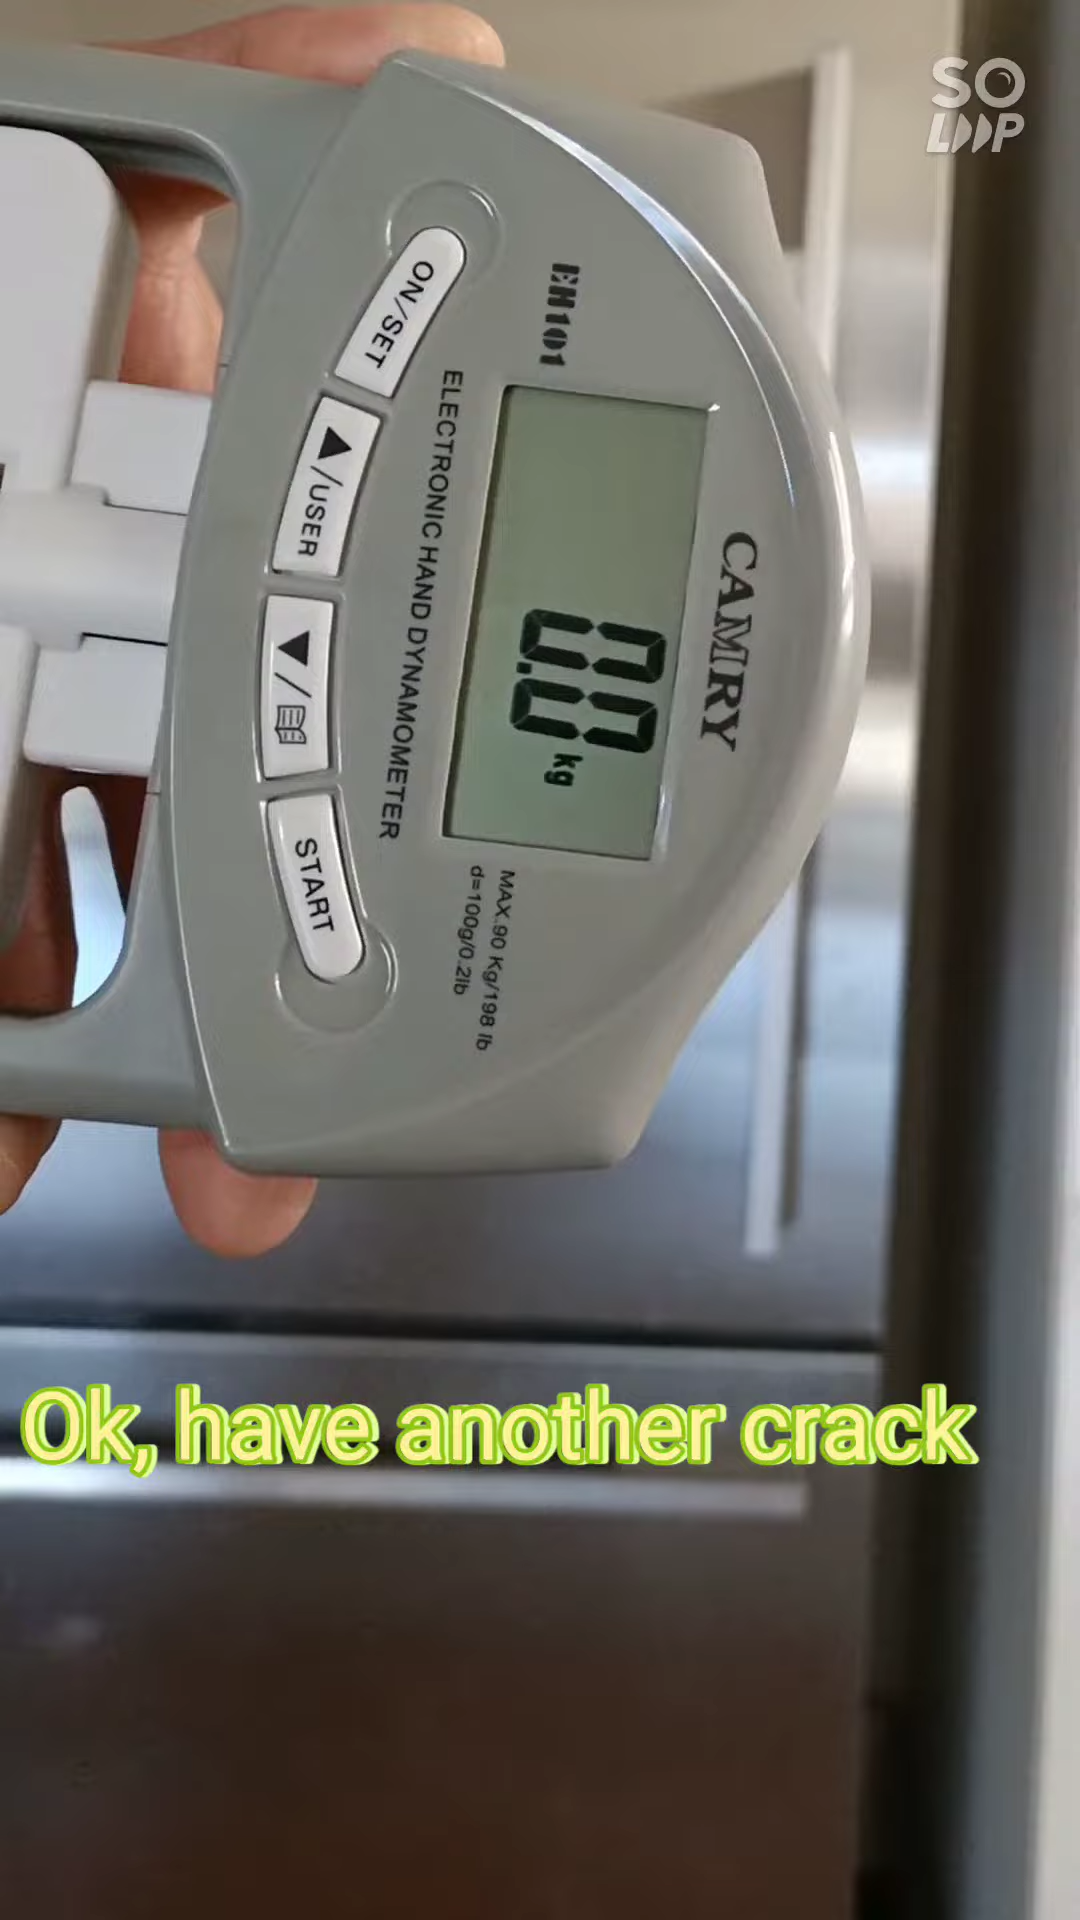 SO
LOOP
EH101
CAMRY
0.0 kg
ELECTRONIC HAND DYNAMOMETER
MAX.90 Kg/198 lb
d=100g/0.2lb
ON/SET
▲/USER
▼/
START
Ok, have another crack